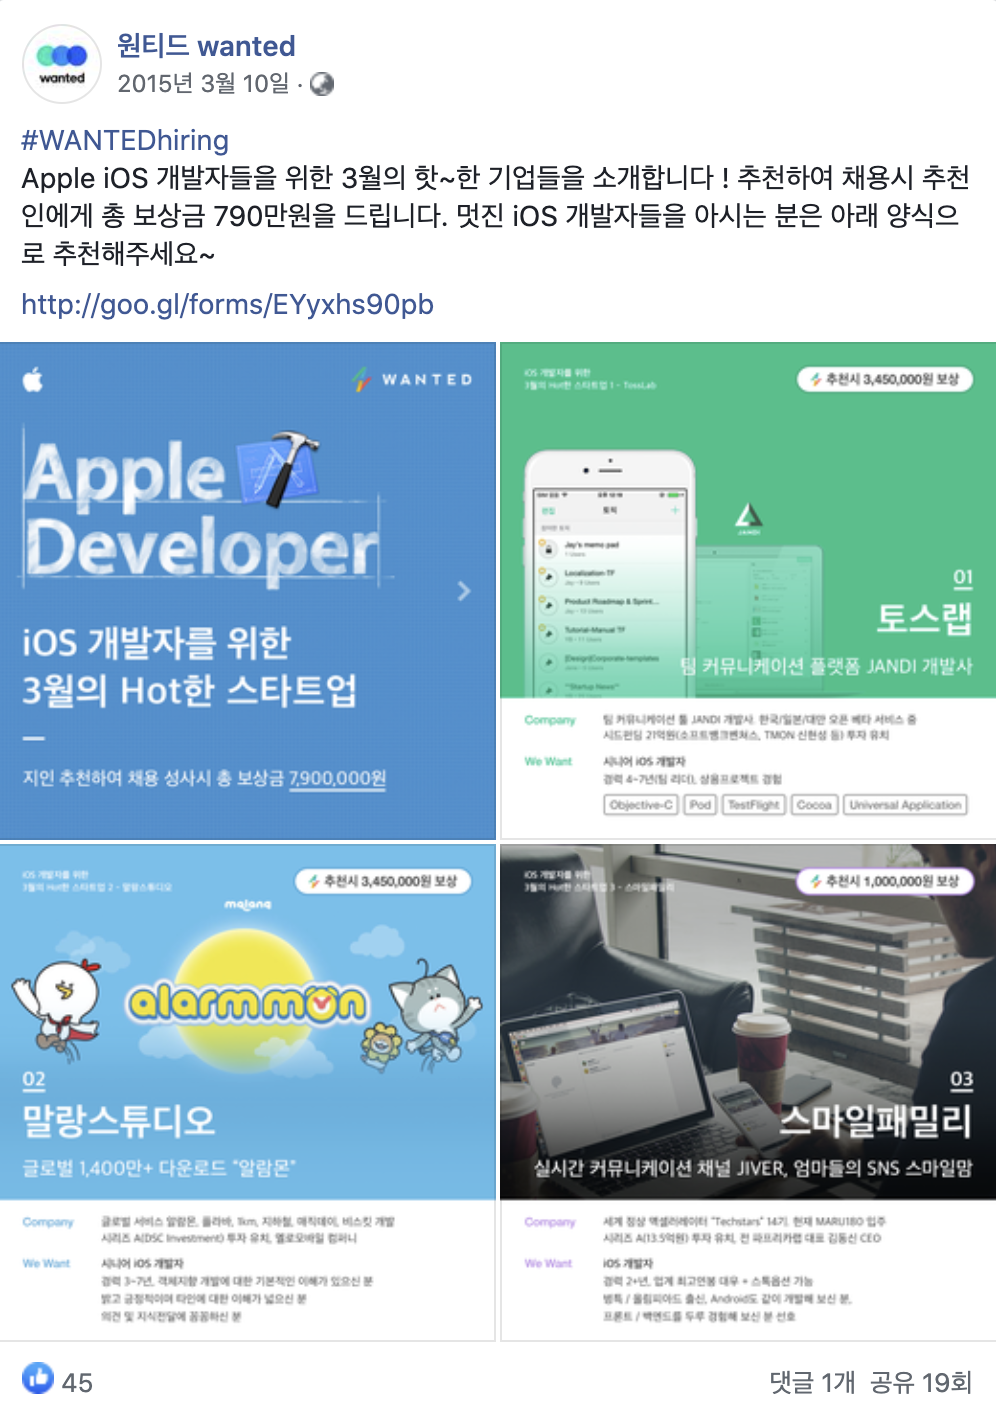 원티드 wanted
wanted
2015년 3월 10일 ·
#WANTEDhiring
Apple iOS 개발자들을 위한 3월의 핫~한 기업들을 소개합니다 ! 추천하여 채용시 추천
인에게 총 보상금 790만원을 드립니다. 멋진 iOS 개발자들을 아시는 분은 아래 양식으
로 추천해주세요~
http://goo.gl/forms/EYyxhs90pb
WANTED
Apple
Developer
iOS 개발자를 위한
3월의 Hot한 스타트업
지인 추천하여 채용 성사시 총 보상금 7,900,000원
iOS 개발자를 위한
3월의 Hot한 스타트업 1 - TossLab
추천시 3,450,000원 보상
편집
토픽
Jay's memo pad
Localization TF
Product Roadmap & Sprint...
Tutorial-Manual TF
[Design]Corporate-templates
"Startup News"
JANDI
01
토스랩
팀 커뮤니케이션 플랫폼 JANDI 개발사
Company
팀 커뮤니케이션 툴 JANDI 개발사. 한국/일본/대만 오픈 베타 서비스 중
시드펀딩 21억원(소프트뱅크벤쳐스, TMON 신현성 등) 투자 유치
We Want
시니어 iOS 개발자
경력 4~7년(팀 리더), 상용프로젝트 경험
Objective-C
Pod
TestFlight
Cocoa
Universal Application
iOS 개발자를 위한
3월의 Hot한 스타트업 2 - 말랑스튜디오
추천시 3,450,000원 보상
malang
alarmmon
02
말랑스튜디오
글로벌 1,400만+ 다운로드 "알람몬"
Company
글로벌 서비스 알람몬, 플라바, 1km, 지하철, 매직데이, 비스킷 개발
시리즈 A(DSC Investment) 투자 유치, 옐로모바일 컴퍼니
We Want
시니어 iOS 개발자
경력 3~7년, 객체지향 개발에 대한 기본적인 이해가 있으신 분
밝고 긍정적이며 타인에 대한 이해가 넓으신 분
의견 및 지식전달에 꼼꼼하신 분
iOS 개발자를 위한
3월의 Hot한 스타트업 3 - 스마일패밀리
추천시 1,000,000원 보상
03
스마일패밀리
실시간 커뮤니케이션 채널 JIVER, 엄마들의 SNS 스마일맘
Company
세계 정상 액셀러레이터 "Techstars" 14기. 현재 MARU180 입주
시리즈 A(13.5억원) 투자 유치, 전 파프리카랩 대표 김동신 CEO
We Want
iOS 개발자
경력 2+년, 업계 최고연봉 대우 + 스톡옵션 가능
병특 / 올림피아드 출신, Android도 같이 개발해 보신 분,
프론트 / 백엔드를 두루 경험해 보신 분 선호
45
댓글 1개 공유 19회